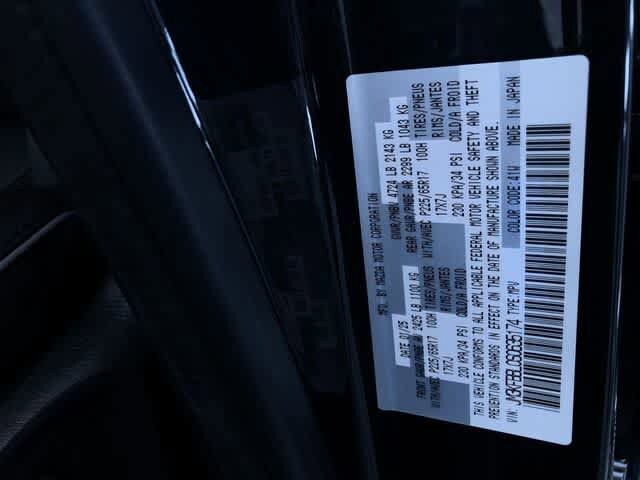 MFD. BY MAZDA MOTOR CORPORATION
DATE 01/25 GVWR/PNBV 4724 LB 2143 KG
FRONT GAWR/PNBE AR 2425 LB 1100 KG REAR GAWR/PNBE AR 2299 LB 1043 KG
WITH/AVEC P225/65R17 100H TIRES/PNEUS WITH/AVEC P225/65R17 100H TIRES/PNEUS
17X7J RIMS/JANTES 17X7J RIMS/JANTES
230 KPA/34 PSI COLD/A FROID 230 KPA/34 PSI COLD/A FROID
THIS VEHICLE CONFORMS TO ALL APPLICABLE FEDERAL MOTOR VEHICLE SAFETY AND THEFT
PREVENTION STANDARDS IN EFFECT ON THE DATE OF MANUFACTURE SHOWN ABOVE.
VIN: TYPE:MPV COLOR CODE:41W MADE IN JAPAN